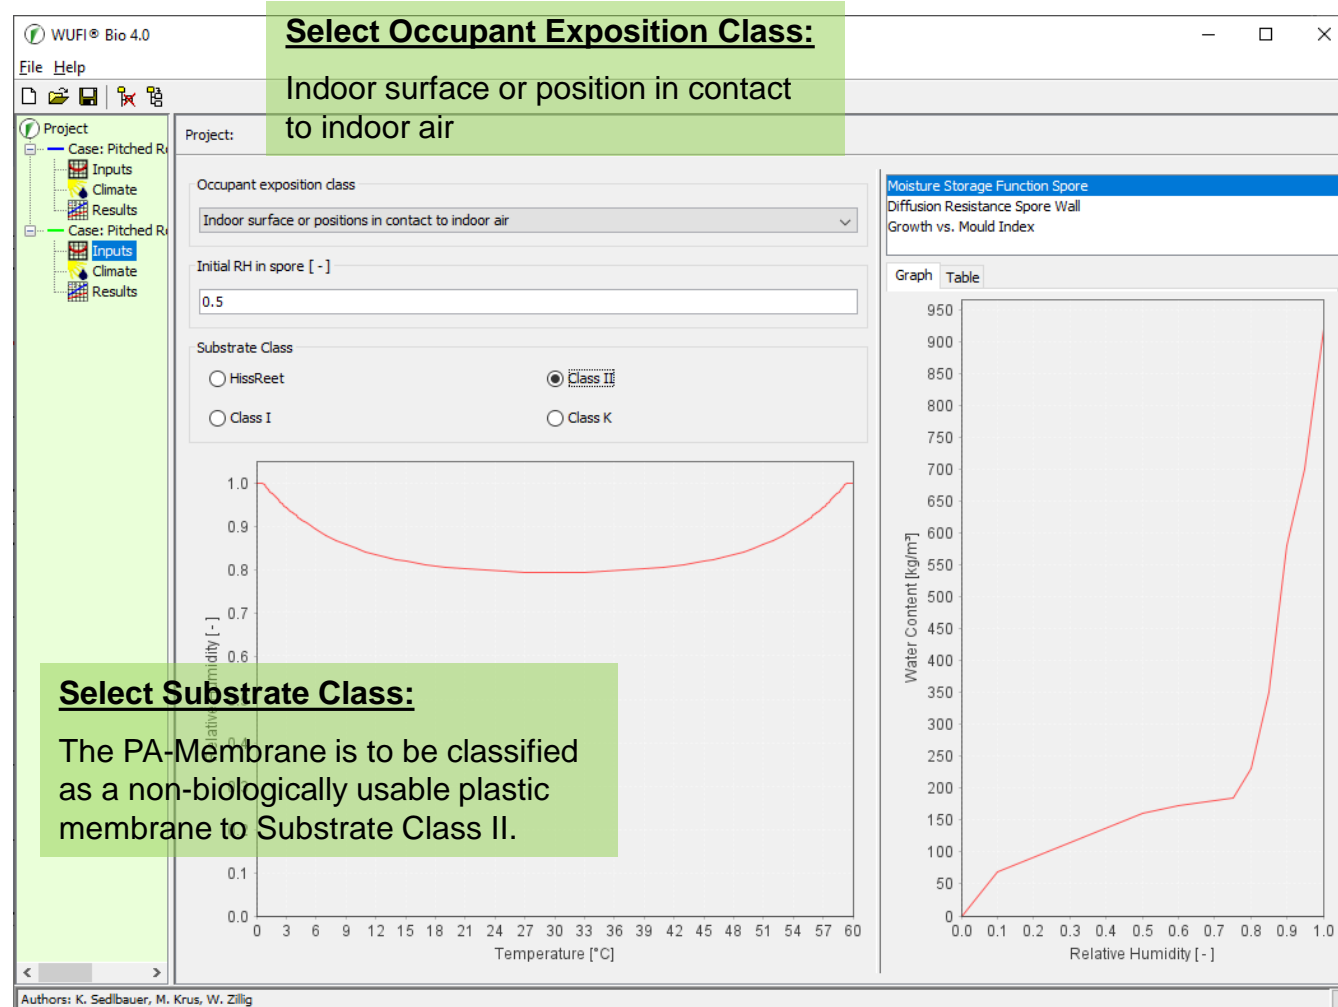 WUFI® Bio 4.0
Select Occupant Exposition Class:
Indoor surface or position in contact
to indoor air
File Help
Project
Case: Pitched R
Inputs
Climate
Results
Case: Pitched R
Inputs
Climate
Results
Project:
Occupant exposition class
Indoor surface or positions in contact to indoor air
Initial RH in spore [ - ]
0.5
Substrate Class
HissReet
Class II
Class I
Class K
1.0
0.9
0.8
0.7
0.6
0.4
0.2
0.1
0.0
Relative Humidity [ - ]
0 3 6 9 12 15 18 21 24 27 30 33 36 39 42 45 48 51 54 57 60
Temperature [°C]
Select Substrate Class:
The PA-Membrane is to be classified
as a non-biologically usable plastic
membrane to Substrate Class II.
Moisture Storage Function Spore
Diffusion Resistance Spore Wall
Growth vs. Mould Index
Graph Table
950
900
850
800
750
700
650
600
550
500
450
400
350
300
250
200
150
100
50
0
Water Content [kg/m³]
0.0 0.1 0.2 0.3 0.4 0.5 0.6 0.7 0.8 0.9 1.0
Relative Humidity [ - ]
Authors: K. Sedlbauer, M. Krus, W. Zillig